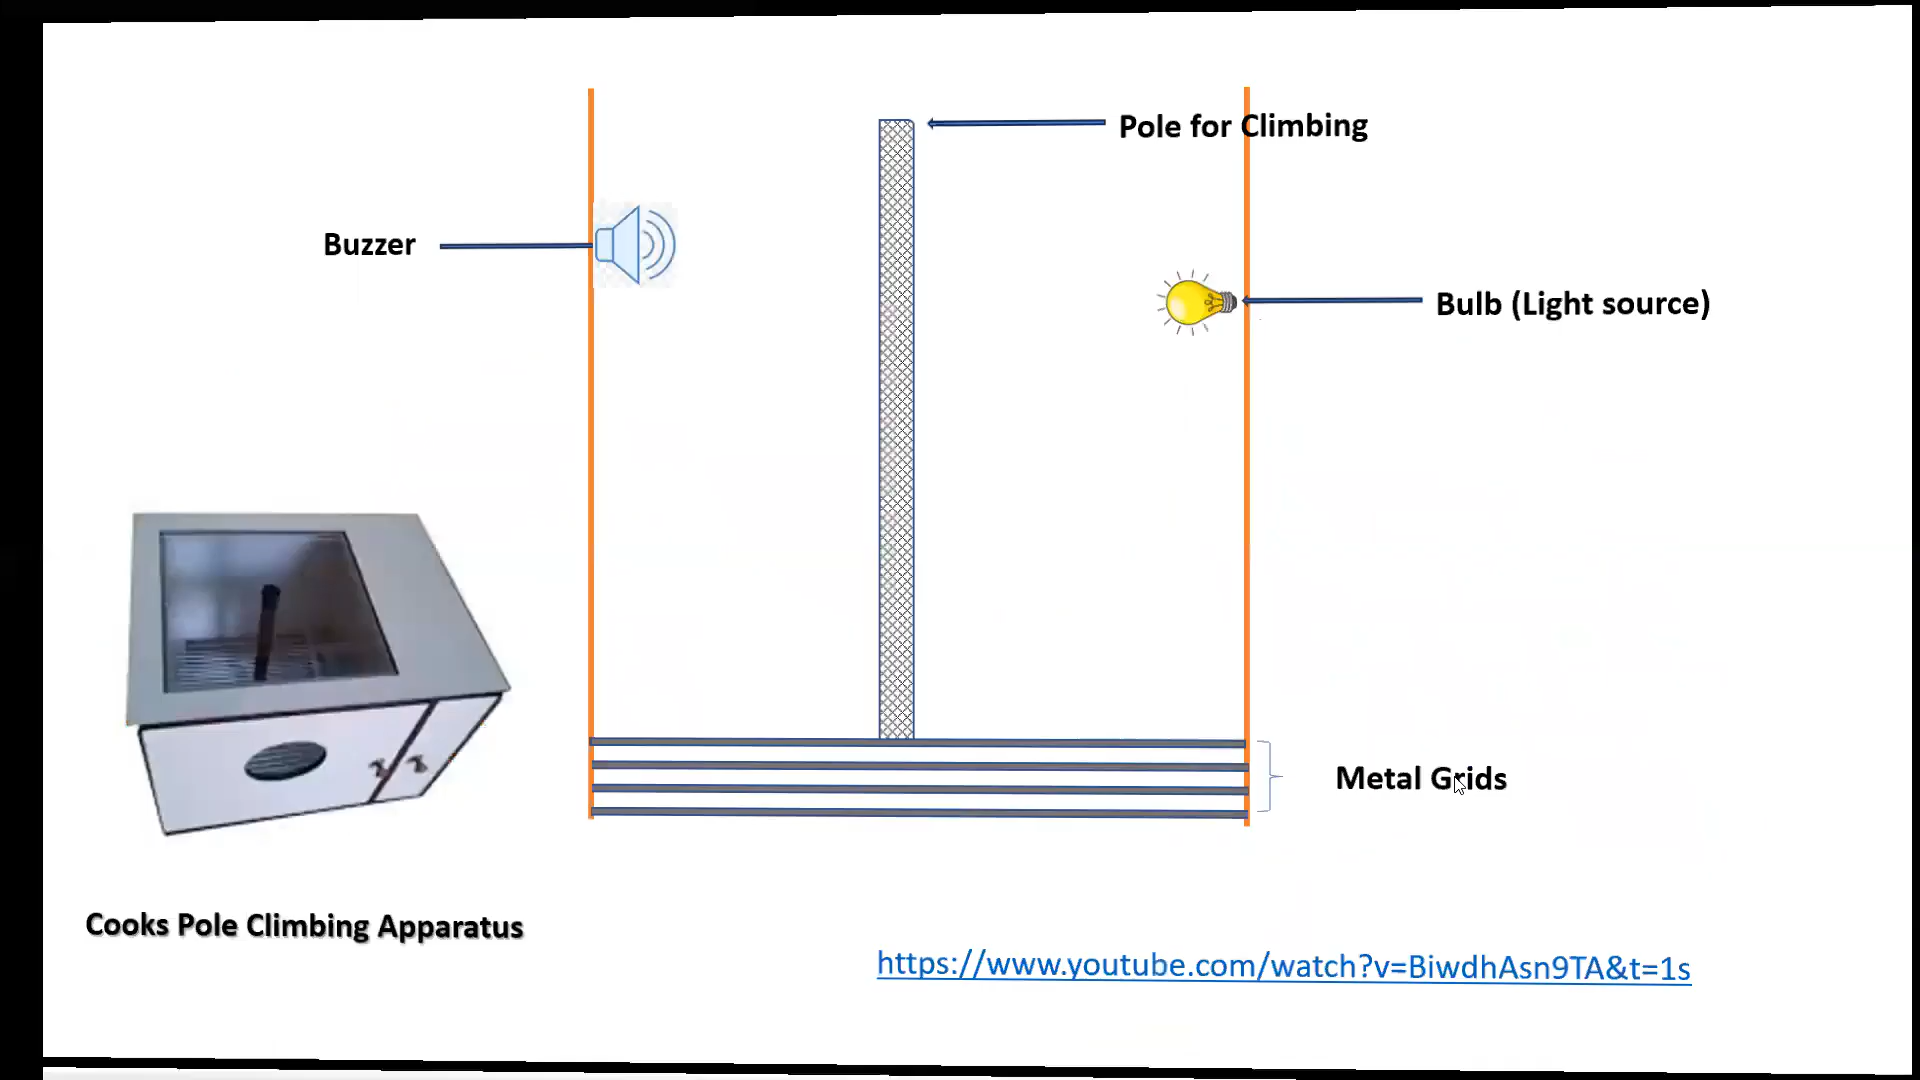 Pole for Climbing
Buzzer
Bulb (Light source)
Metal Grids
Cooks Pole Climbing Apparatus
https://www.youtube.com/watch?v=BiwdhAsn9TA&t=1s